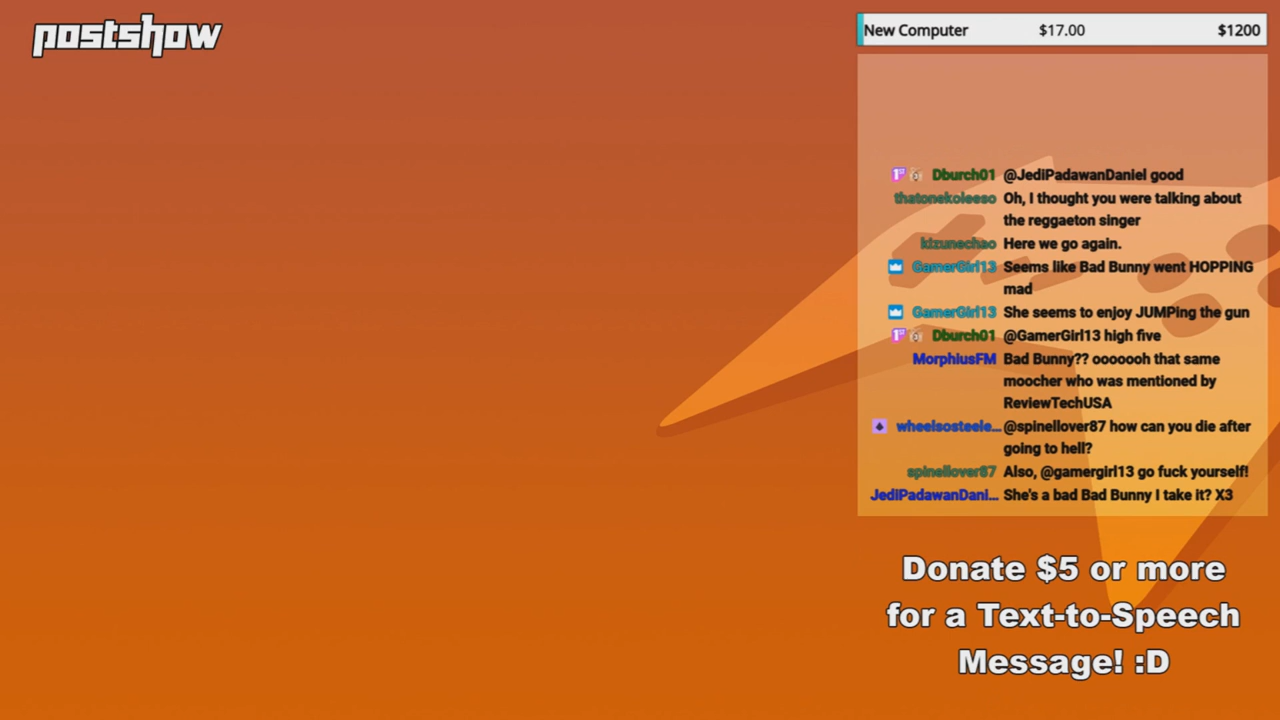 postshow
New Computer $17.00 $1200
Dburch01 @JediPadawanDaniel good
thatonekoleeso Oh, I thought you were talking about
the reggaeton singer
kizunechao Here we go again.
GamerGirl13 Seems like Bad Bunny went HOPPING
mad
GamerGirl13 She seems to enjoy JUMPing the gun
Dburch01 @GamerGirl13 high five
MorphiusFM Bad Bunny?? ooooooh that same
moocher who was mentioned by
ReviewTechUSA
wheelsosteele... @spinellover87 how can you die after
going to hell?
spinellover87 Also, @gamergirl13 go fuck yourself!
JediPadawanDani... She's a bad Bad Bunny I take it? X3
Donate $5 or more
for a Text-to-Speech
Message! :D